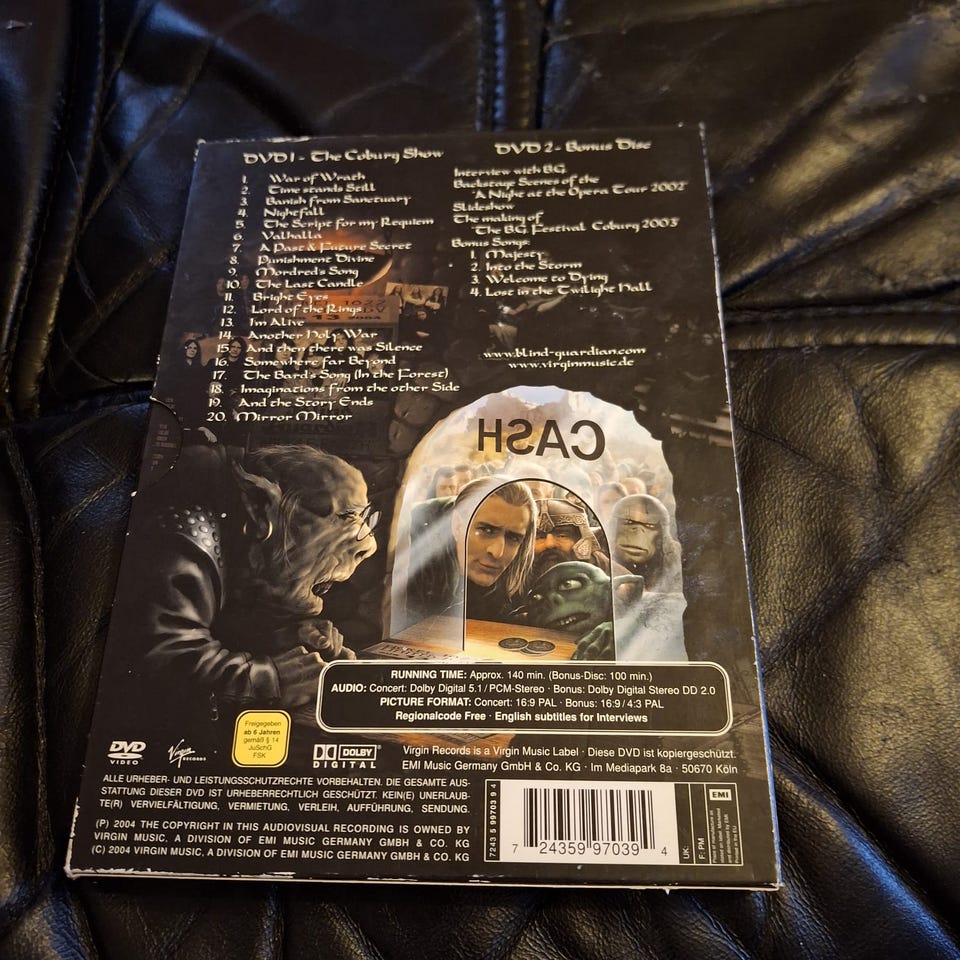 DVD 1 - The Coburg Show
1. War of Wrath
2. Time stands Still
3. Banish from Sanctuary
4. Nightfall
5. The Script for my Requiem
6. Valhalla
7. A Past & Future Secret
8. Punishment Divine
9. Mordred's Song
10. The Last Candle
11. Bright Eyes
12. Lord of the Rings
13. I'm Alive
14. Another Holy War
15. And then there was Silence
16. Somewhere far Beyond
17. The Bard's Song (In the Forest)
18. Imaginations from the other Side
19. And the Story Ends
20. Mirror Mirror
DVD 2 - Bonus Disc
Interview with BG
Backstage Scenes of the
"A Night at the Opera Tour 2002"
Slideshow
The making of
"The BG Festival Coburg 2003"
Bonus Songs:
1. Majesty
2. Into the Storm
3. Welcome to Dying
4. Lost in the Twilight Hall
www.blind-guardian.com
www.virginmusic.de
CASH
RUNNING TIME: Approx. 140 min. (Bonus-Disc: 100 min.)
AUDIO: Concert: Dolby Digital 5.1 / PCM-Stereo · Bonus: Dolby Digital Stereo DD 2.0
PICTURE FORMAT: Concert: 16:9 PAL · Bonus: 16:9 / 4:3 PAL
Regionalcode Free · English subtitles for Interviews
DVD
VIDEO
Virgin
RECORDS
Freigegeben
ab 6 Jahren
gemäß § 14
JuSchG
FSK
DOLBY
DIGITAL
Virgin Records is a Virgin Music Label · Diese DVD ist kopiergeschützt.
EMI Music Germany GmbH & Co. KG · Im Mediapark 8a · 50670 Köln
ALLE URHEBER- UND LEISTUNGSSCHUTZRECHTE VORBEHALTEN. DIE GESAMTE AUS-
STATTUNG DIESER DVD IST URHEBERRECHTLICH GESCHÜTZT. KEIN(E) UNERLAUB-
TE(R) VERVIELFÄLTIGUNG, VERMIETUNG, VERLEIH, AUFFÜHRUNG, SENDUNG.
(P) 2004 THE COPYRIGHT IN THIS AUDIOVISUAL RECORDING IS OWNED BY
VIRGIN MUSIC, A DIVISION OF EMI MUSIC GERMANY GMBH & CO. KG
(C) 2004 VIRGIN MUSIC, A DIVISION OF EMI MUSIC GERMANY GMBH & CO. KG
7243 5 99703 9 4
7 24359 97039 4
UK:
F: PM
EMI